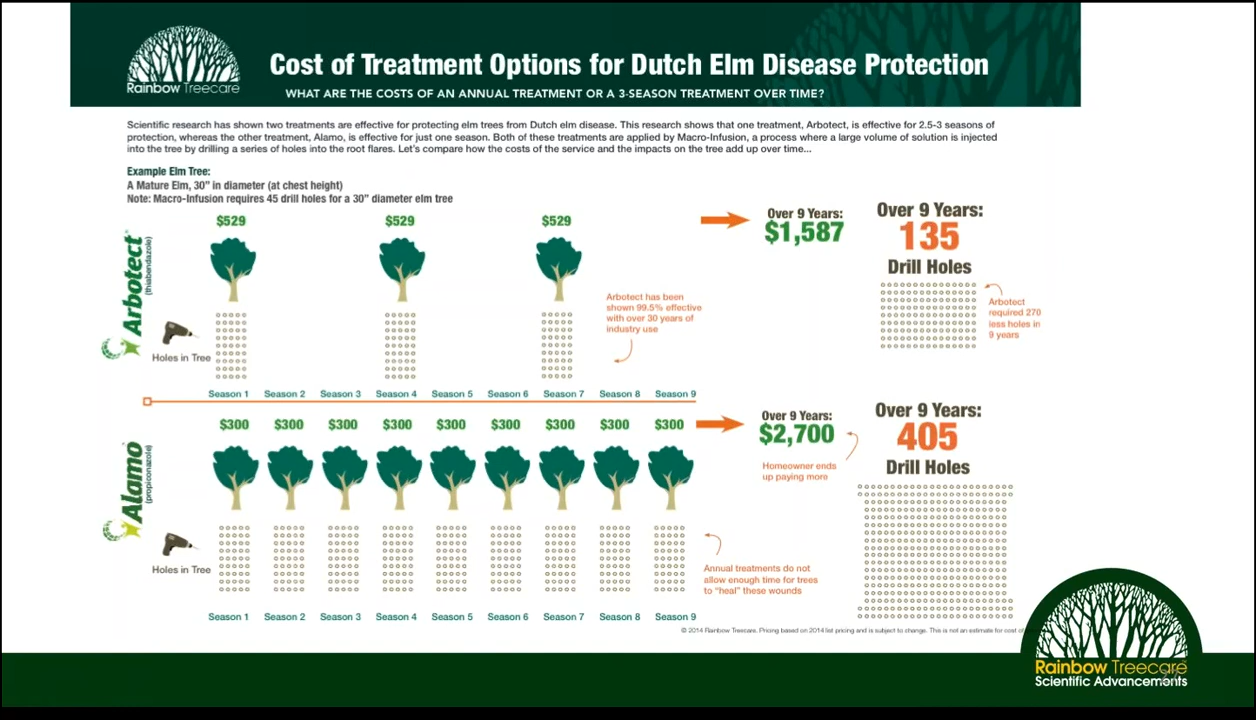 Rainbow Treecare
Cost of Treatment Options for Dutch Elm Disease Protection
WHAT ARE THE COSTS OF AN ANNUAL TREATMENT OR A 3-SEASON TREATMENT OVER TIME?
Scientific research has shown two treatments are effective for protecting elm trees from Dutch elm disease. This research shows that one treatment, Arbotect, is effective for 2.5-3 seasons of
protection, whereas the other treatment, Alamo, is effective for just one season. Both of these treatments are applied by Macro-Infusion, a process where a large volume of solution is injected
into the tree by drilling a series of holes into the root flares. Let's compare how the costs of the service and the impacts on the tree add up over time...
Example Elm Tree:
A Mature Elm, 30" in diameter (at chest height)
Note: Macro-Infusion requires 45 drill holes for a 30" diameter elm tree
Arbotect®
(thiabendazole)
$529 $529 $529
Holes in Tree
Arbotect has been
shown 99.5% effective
with over 30 years of
industry use
Season 1 Season 2 Season 3 Season 4 Season 5 Season 6 Season 7 Season 8 Season 9
Over 9 Years:
$1,587
Over 9 Years:
135
Drill Holes
Arbotect
required 270
less holes in
9 years
Alamo®
(propiconazole)
$300 $300 $300 $300 $300 $300 $300 $300 $300
Holes in Tree
Season 1 Season 2 Season 3 Season 4 Season 5 Season 6 Season 7 Season 8 Season 9
Over 9 Years:
$2,700
Homeowner ends
up paying more
Annual treatments do not
allow enough time for trees
to "heal" these wounds
Over 9 Years:
405
Drill Holes
© 2014 Rainbow Treecare. Pricing based on 2014 list pricing and is subject to change. This is not an estimate for cost of
Rainbow Treecare
Scientific Advancements